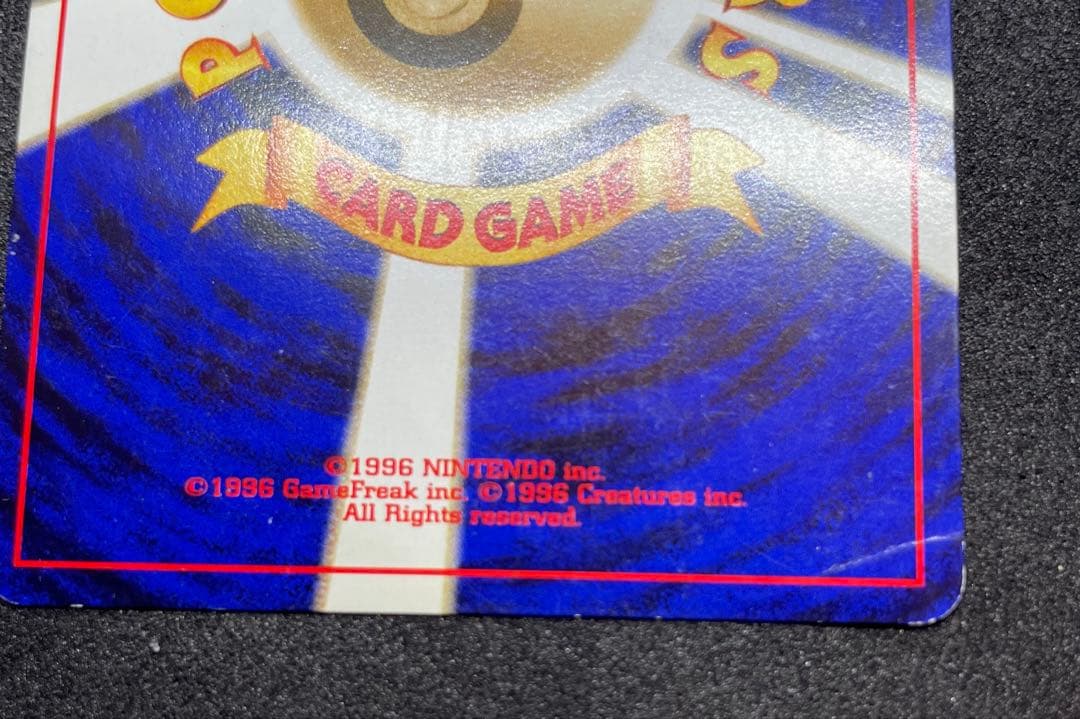 CARD GAME
©1996 NINTENDO inc.
©1996 GameFreak inc. ©1996 Creatures inc.
All Rights reserved.